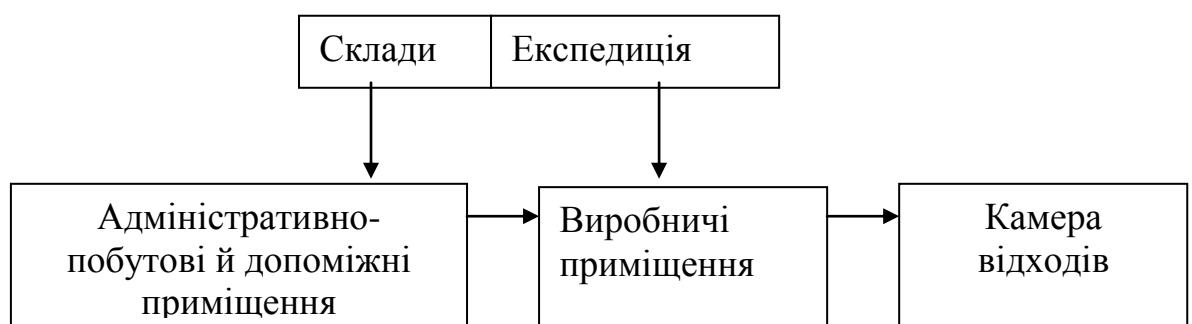 Склади Експедиція
Адміністративно-
побутові й допоміжні
приміщення
Виробничі
приміщення
Камера
відходів